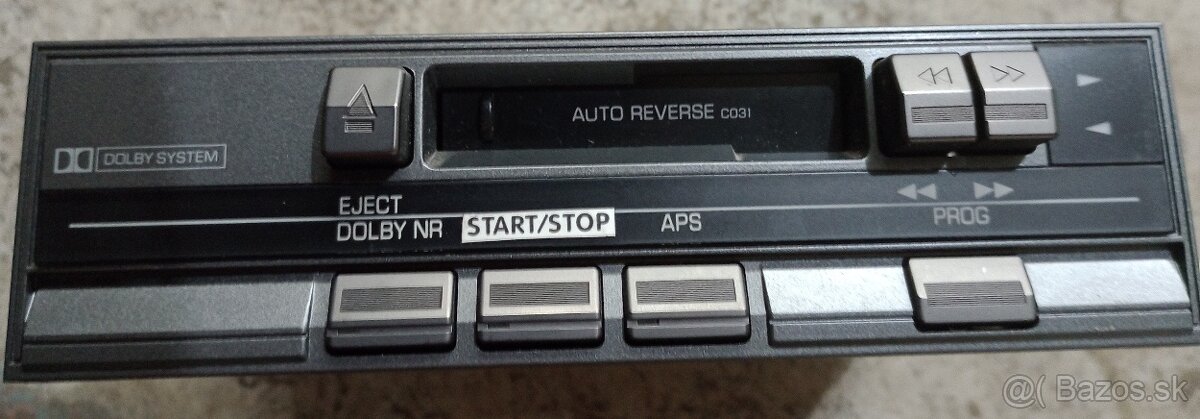 AUTO REVERSE C031
DOLBY SYSTEM
EJECT
DOLBY NR START/STOP APS
PROG
@( Bazos.sk